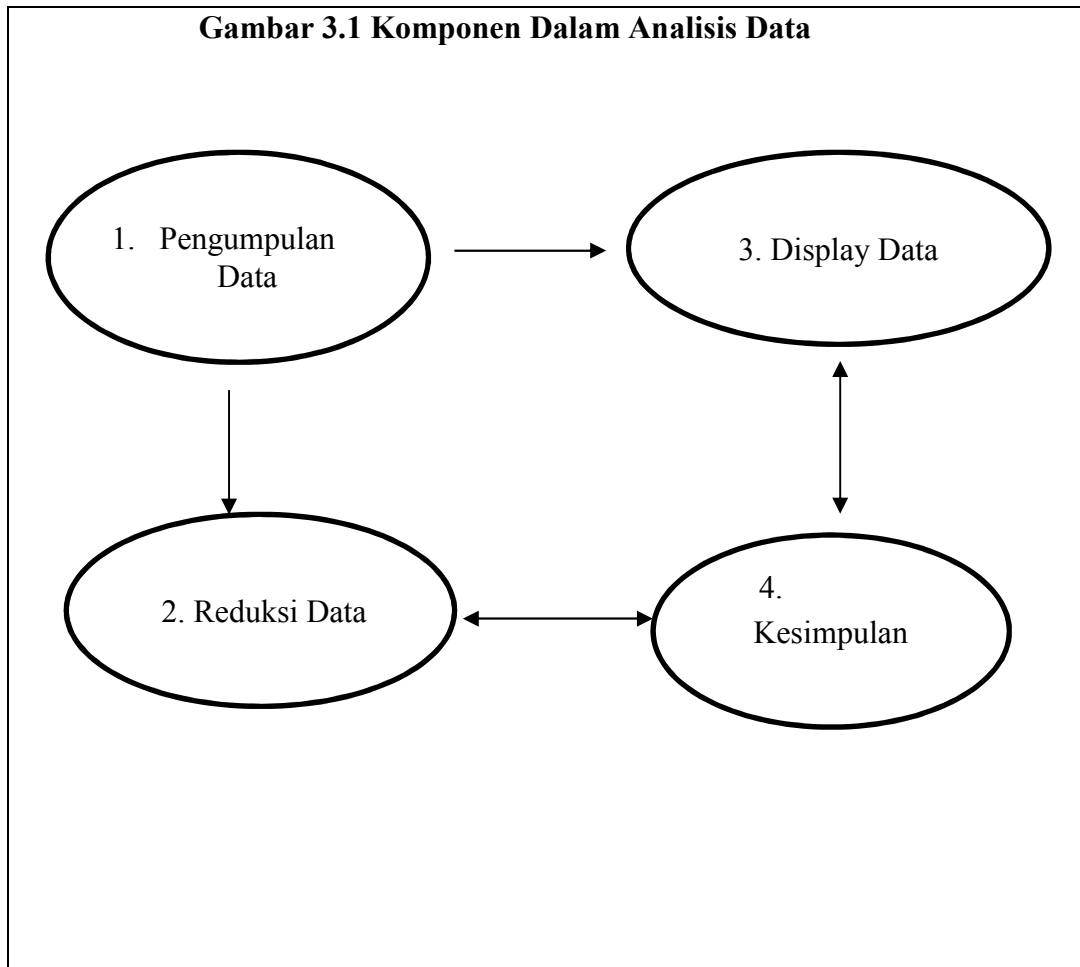 Gambar 3.1 Komponen Dalam Analisis Data
1. Pengumpulan
Data
3. Display Data
2. Reduksi Data
4.
Kesimpulan